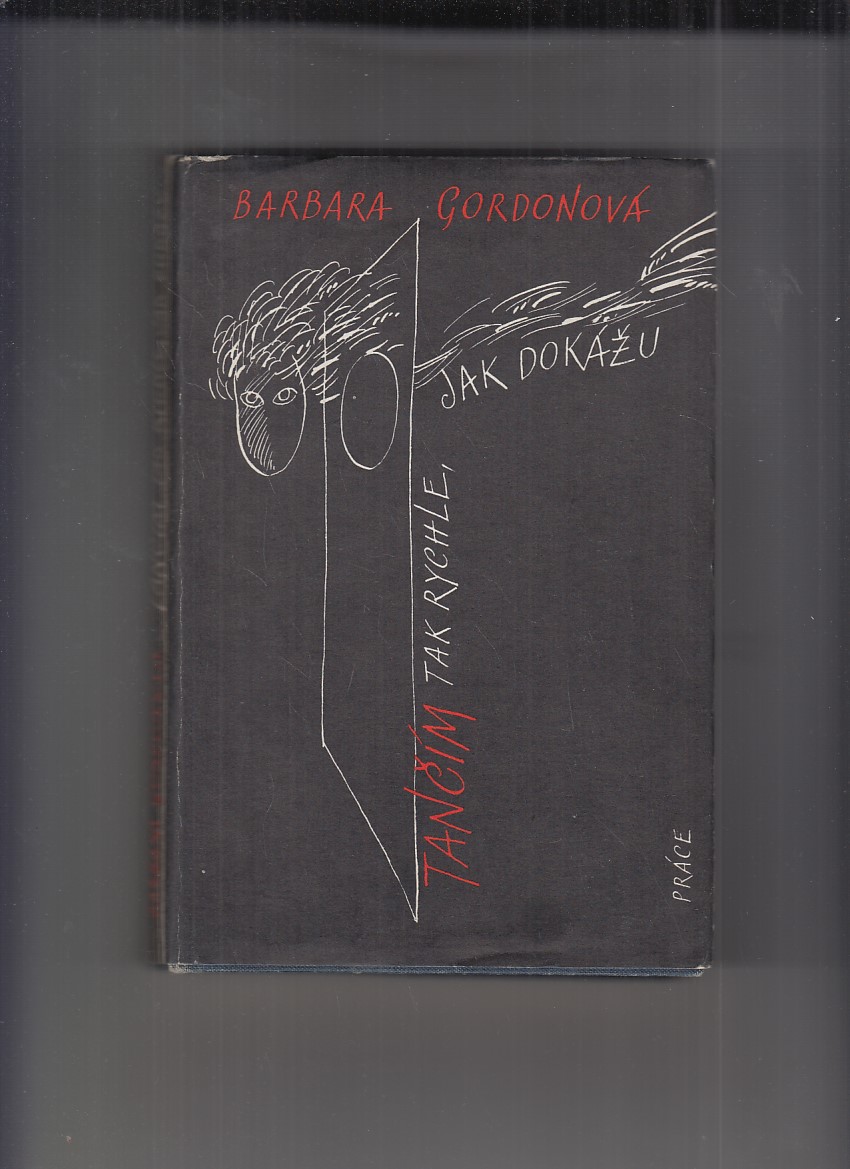 BARBARA GORDONOVÁ
TANČÍM TAK RYCHLE,
JAK DOKÁŽU
PRÁCE